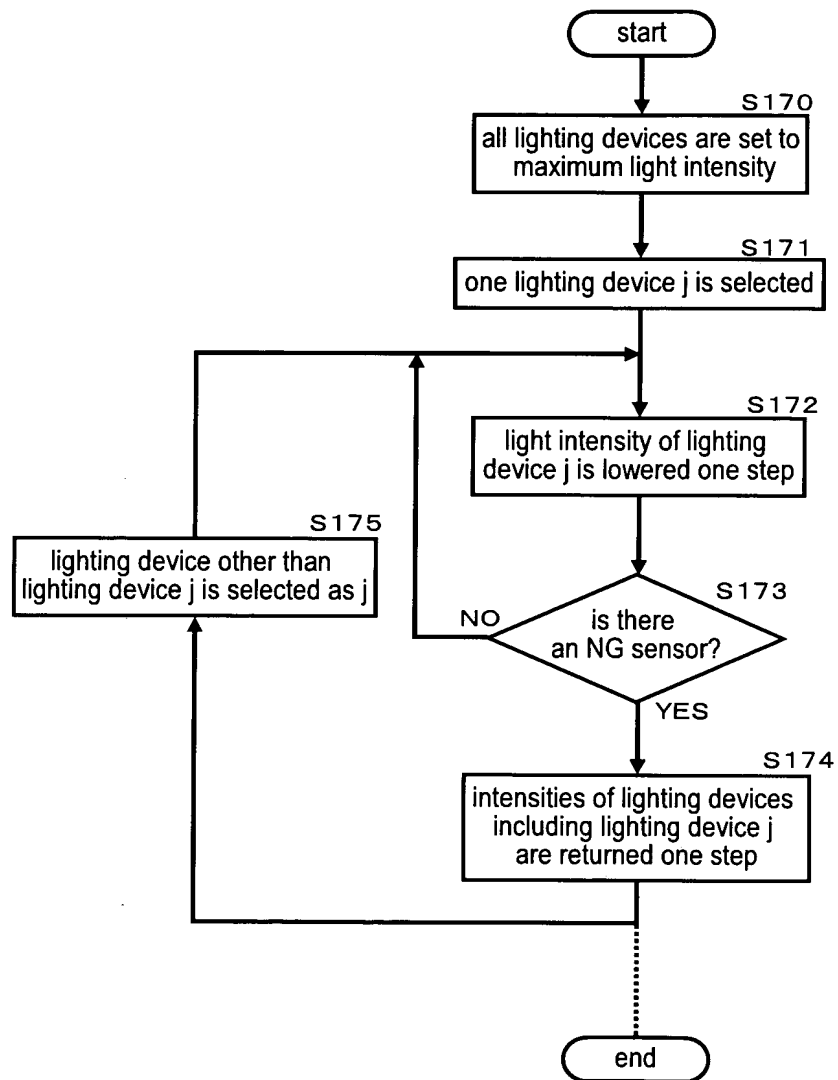 start
S170
all lighting devices are set to
maximum light intensity
S171
one lighting device j is selected
S172
light intensity of lighting
device j is lowered one step
S175
lighting device other than
lighting device j is selected as j
S173
NO
is there
an NG sensor?
YES
S174
intensities of lighting devices
including lighting device j
are returned one step
end